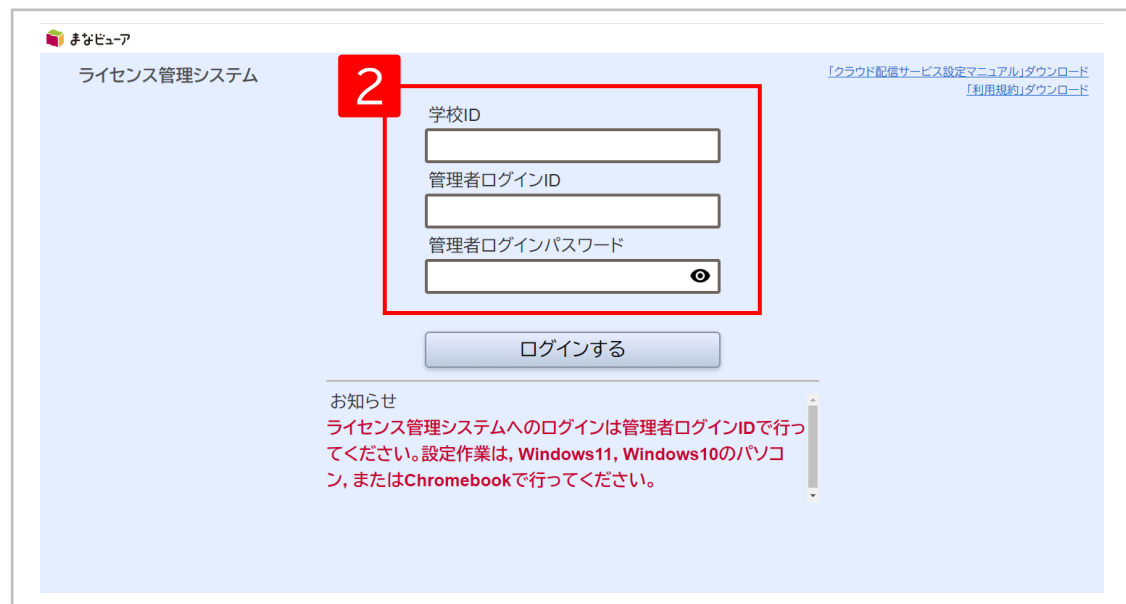 まなビューア
ライセンス管理システム
「クラウド配信サービス設定マニュアル」ダウンロード
「利用規約」ダウンロード
2
学校ID
管理者ログインID
管理者ログインパスワード
ログインする
お知らせ
ライセンス管理システムへのログインは管理者ログインIDで行っ
てください。設定作業は, Windows11, Windows10のパソコ
ン, またはChromebookで行ってください。